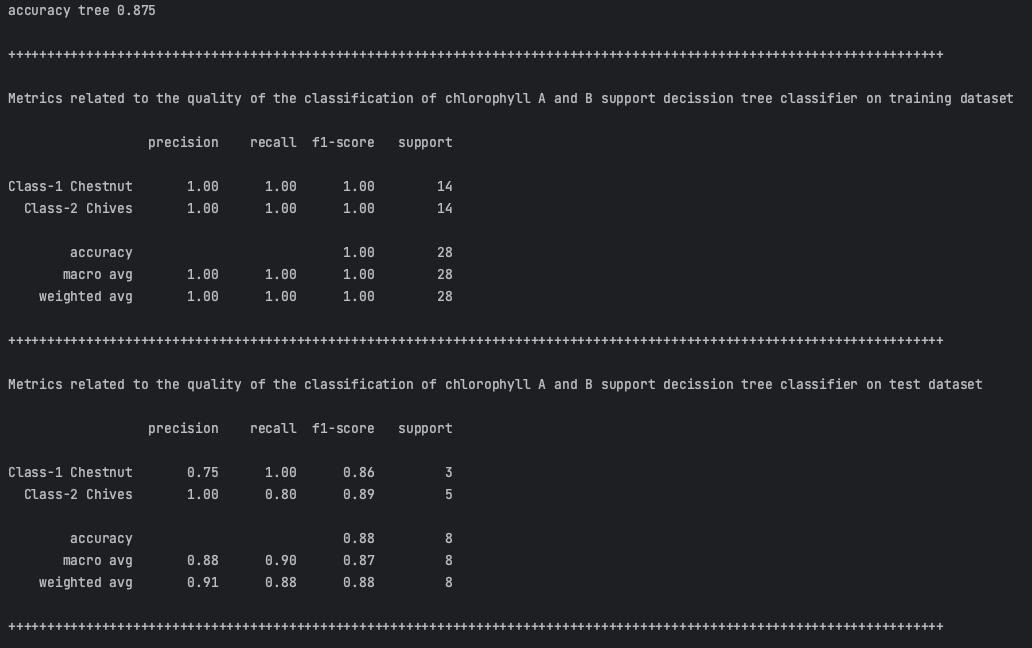 accuracy tree 0.875
++++++++++++++++++++++++++++++++++++++++++++++++++++++++++++++++++++++++++++++++++++++++++++++++++++++++++++++++++++++++
Metrics related to the quality of the classification of chlorophyll A and B support decission tree classifier on training dataset
precision recall f1-score support
Class-1 Chestnut 1.00 1.00 1.00 14
Class-2 Chives 1.00 1.00 1.00 14
accuracy 1.00 28
macro avg 1.00 1.00 1.00 28
weighted avg 1.00 1.00 1.00 28
++++++++++++++++++++++++++++++++++++++++++++++++++++++++++++++++++++++++++++++++++++++++++++++++++++++++++++++++++++++++
Metrics related to the quality of the classification of chlorophyll A and B support decission tree classifier on test dataset
precision recall f1-score support
Class-1 Chestnut 0.75 1.00 0.86 3
Class-2 Chives 1.00 0.80 0.89 5
accuracy 0.88 8
macro avg 0.88 0.90 0.87 8
weighted avg 0.91 0.88 0.88 8
++++++++++++++++++++++++++++++++++++++++++++++++++++++++++++++++++++++++++++++++++++++++++++++++++++++++++++++++++++++++